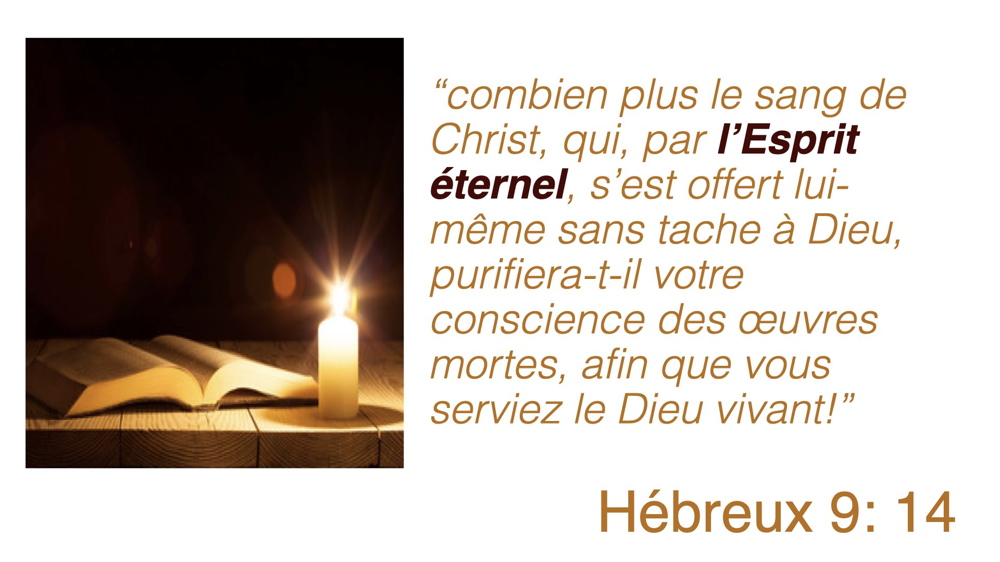 “combien plus le sang de
Christ, qui, par l’Esprit
éternel, s’est offert lui-
même sans tache à Dieu,
purifiera-t-il votre
conscience des œuvres
mortes, afin que vous
serviez le Dieu vivant!”
Hébreux 9: 14